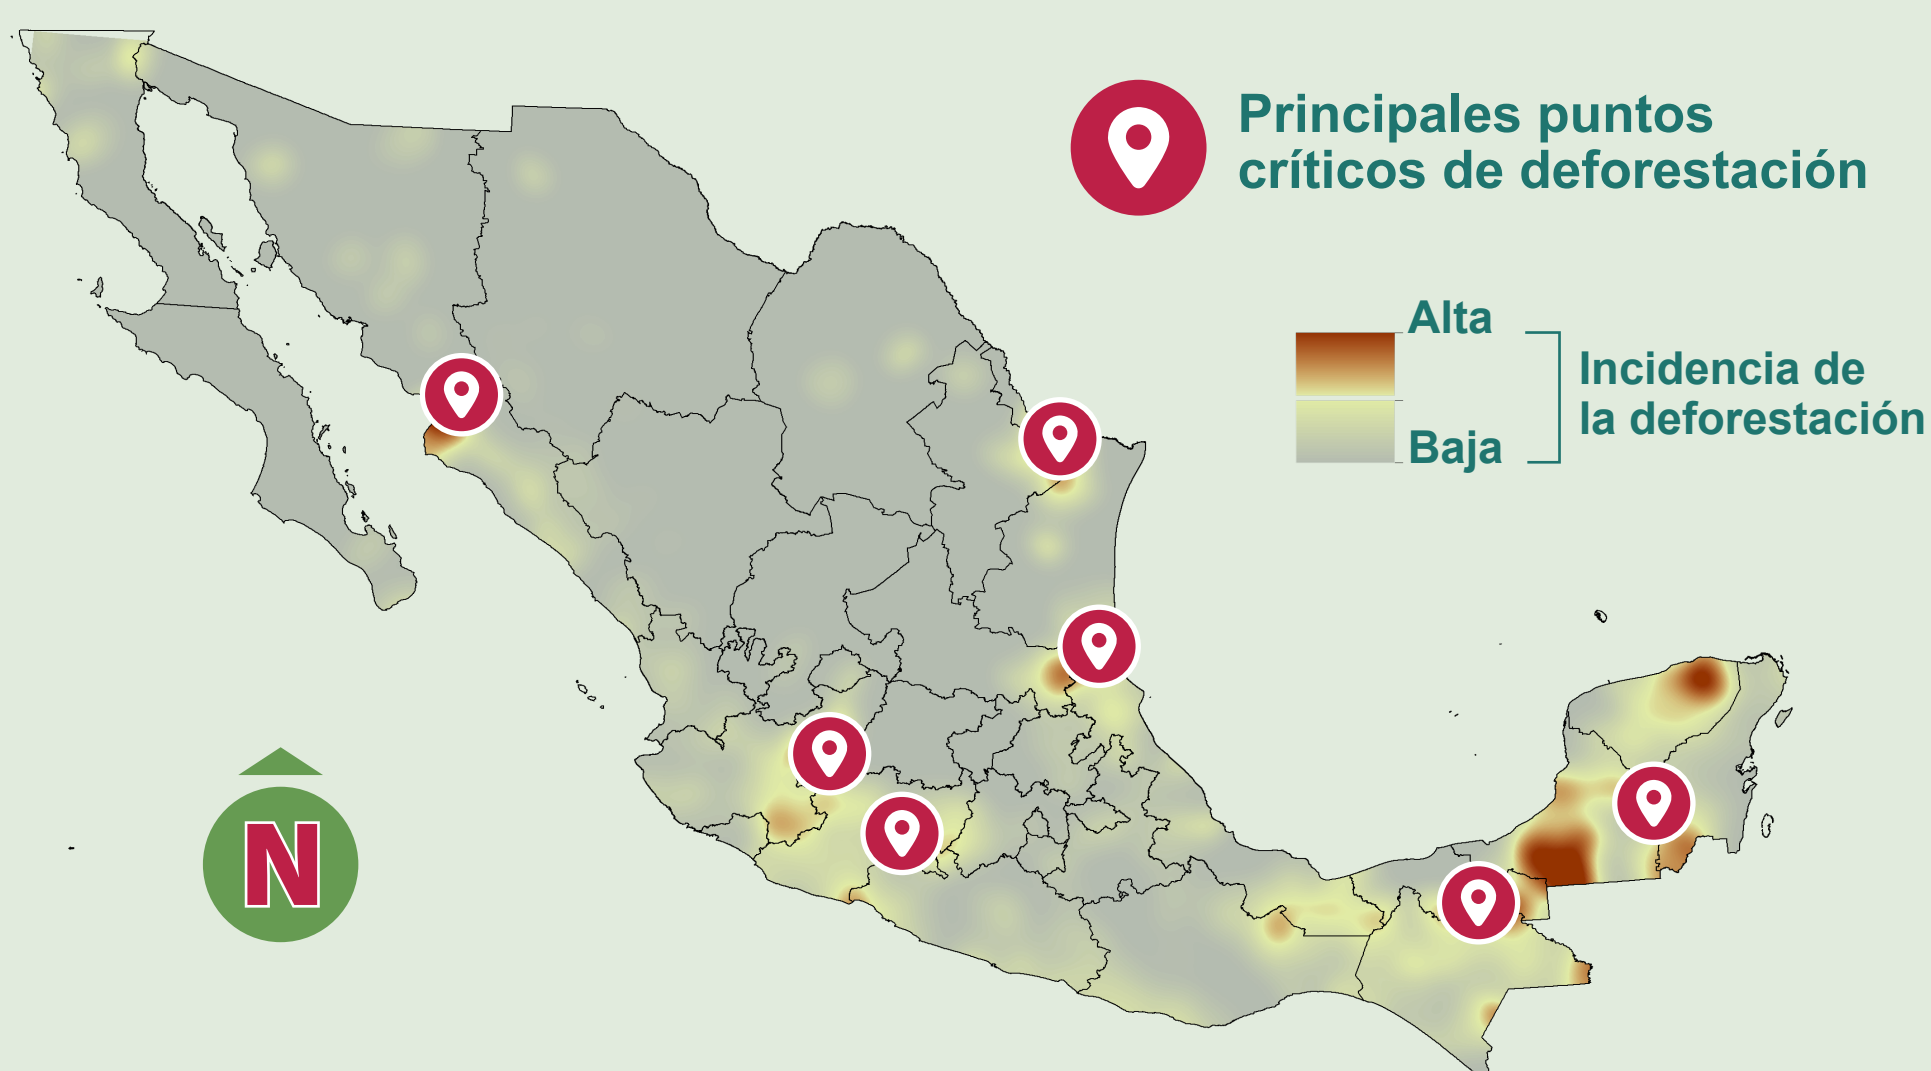 Principales puntos
críticos de deforestación
Alta
Incidencia de
la deforestación
Baja
N